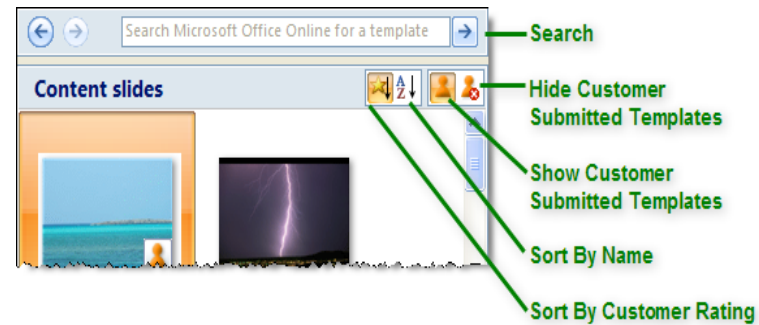 Search Microsoft Office Online for a template
Search
Content slides
A
Z
Hide Customer
Submitted Templates
Show Customer
Submitted Templates
Sort By Name
Sort By Customer Rating